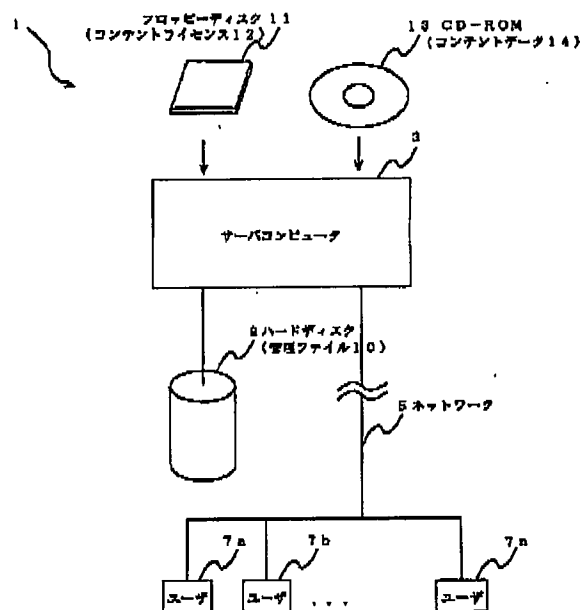 1
フロッピーディスク11
(コンテントライセンス12)
13 CD-ROM
(コンテントデータ14)
3
サーバコンピュータ
9ハードディスク
(管理ファイル10)
5ネットワーク
7a
7b
7n
ユーザ
ユーザ
...
ユーザ